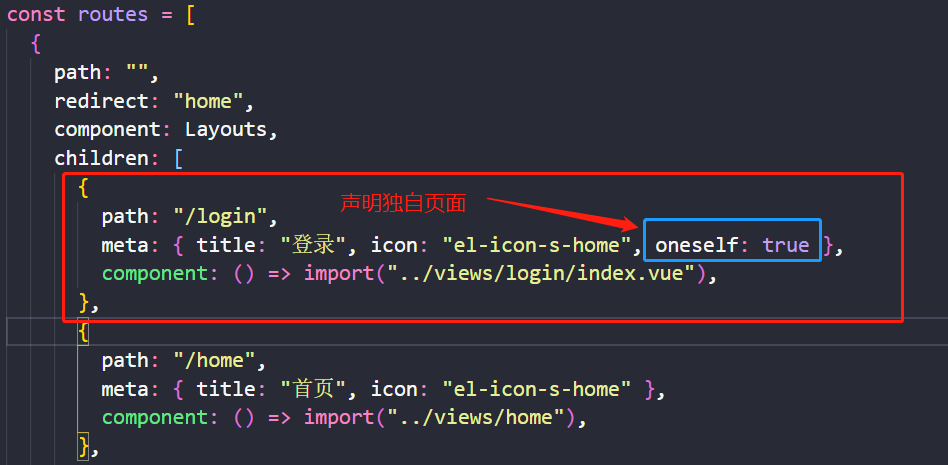 const routes = [
{
path: "",
redirect: "home",
component: Layouts,
children: [
{
声明独自页面
path: "/login",
meta: { title: "登录", icon: "el-icon-s-home", oneself: true },
component: () => import("../views/login/index.vue"),
},
{
path: "/home",
meta: { title: "首页", icon: "el-icon-s-home" },
component: () => import("../views/home"),
},